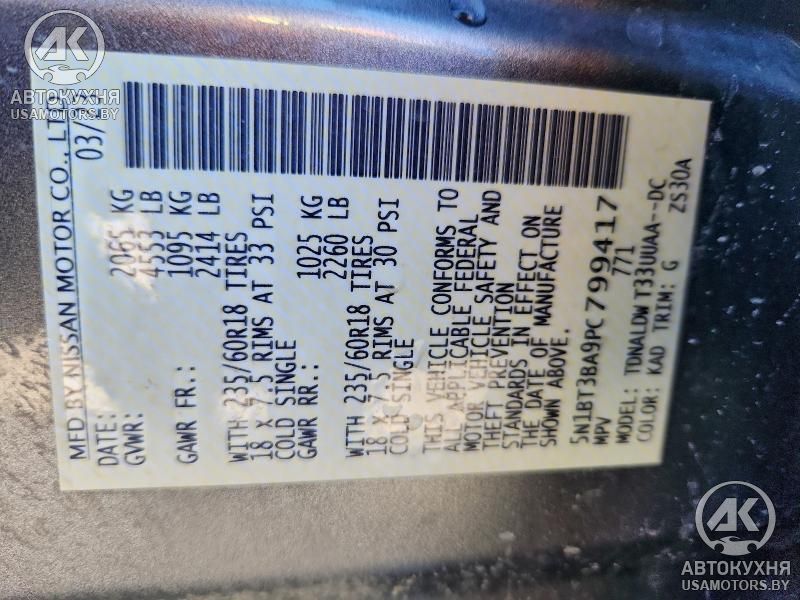 AK
АВТОКУХНЯ
USAMOTORS.BY
MFD BY NISSAN MOTOR CO., LTD.
DATE: 03/
GVWR: 2065 KG
4553 LB
GAWR FR.: 1095 KG
2414 LB
WITH 235/60R18 TIRES
18 X 7.5 RIMS AT 33 PSI
COLD SINGLE
GAWR RR.: 1025 KG
2260 LB
WITH 235/60R18 TIRES
18 X 7.5 RIMS AT 30 PSI
COLD SINGLE
THIS VEHICLE CONFORMS TO
ALL APPLICABLE FEDERAL
MOTOR VEHICLE SAFETY AND
THEFT PREVENTION
STANDARDS IN EFFECT ON
THE DATE OF MANUFACTURE
SHOWN ABOVE.
5N1BT3BA9PC799417
MPV 771
MODEL: TDNALDWT33UUAA--DC
COLOR: KAD TRIM: G ZS30A
AK
АВТОКУХНЯ
USAMOTORS.BY